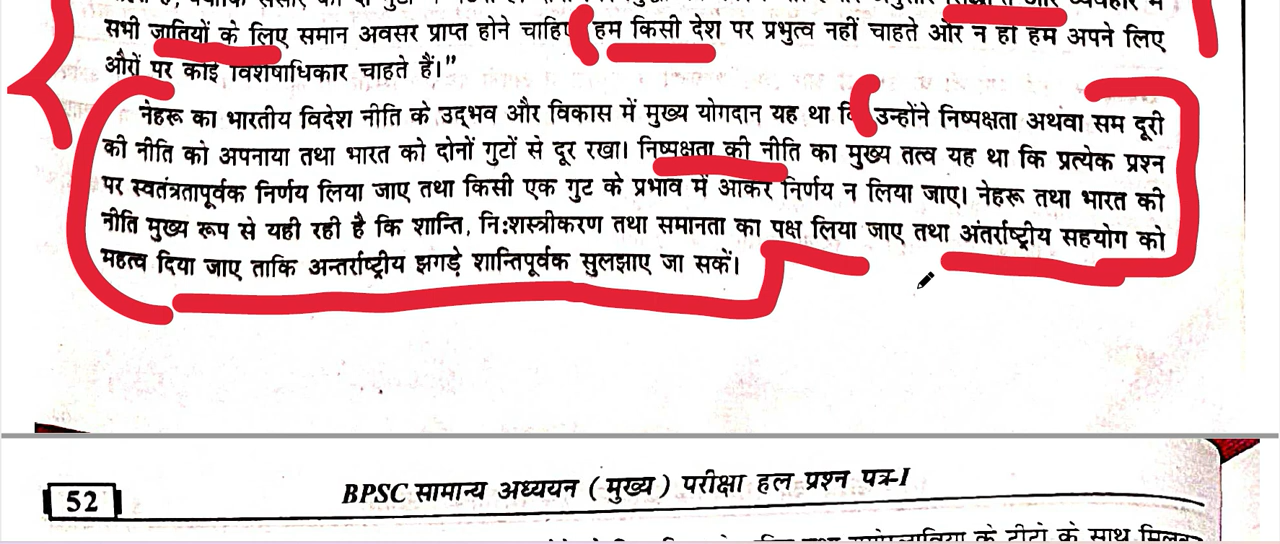 सभी जातियों के लिए समान अवसर प्राप्त होने चाहिए हम किसी देश पर प्रभुत्व नहीं चाहते और न ही हम अपने लिए
औरों पर कोई विशेषाधिकार चाहते हैं।”
नेहरू का भारतीय विदेश नीति के उद्भव और विकास में मुख्य योगदान यह था कि उन्होंने निष्पक्षता अथवा सम दूरी
की नीति को अपनाया तथा भारत को दोनों गुटों से दूर रखा। निष्पक्षता की नीति का मुख्य तत्व यह था कि प्रत्येक प्रश्न
पर स्वतंत्रतापूर्वक निर्णय लिया जाए तथा किसी एक गुट के प्रभाव में आकर निर्णय न लिया जाए। नेहरू तथा भारत की
नीति मुख्य रूप से यही रही है कि शान्ति, नि:शस्त्रीकरण तथा समानता का पक्ष लिया जाए तथा अंतर्राष्ट्रीय सहयोग को
महत्व दिया जाए ताकि अन्तर्राष्ट्रीय झगड़े शान्तिपूर्वक सुलझाए जा सकें।
52
BPSC सामान्य अध्ययन (मुख्य) परीक्षा हल प्रश्न पत्र-I
के टीटो के साथ मिलकर